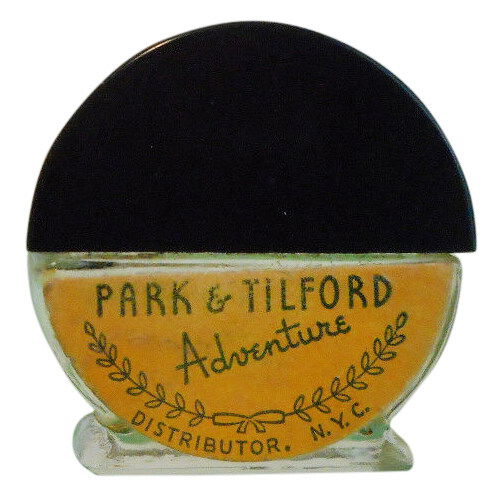 PARK & TILFORD
Adventure
DISTRIBUTOR. N.Y.C.